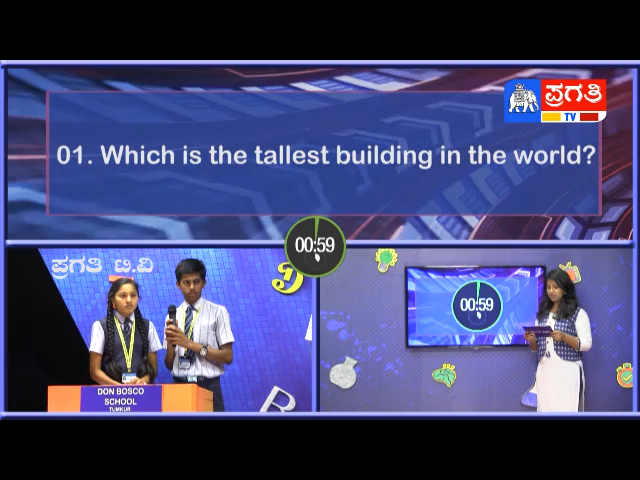 ಪ್ರಗತಿ
TV
01. Which is the tallest building in the world?
00:59
ಪ್ರಗತಿ ಟಿ.ವಿ
00:59
DON BOSCO
SCHOOL
TUMKUR